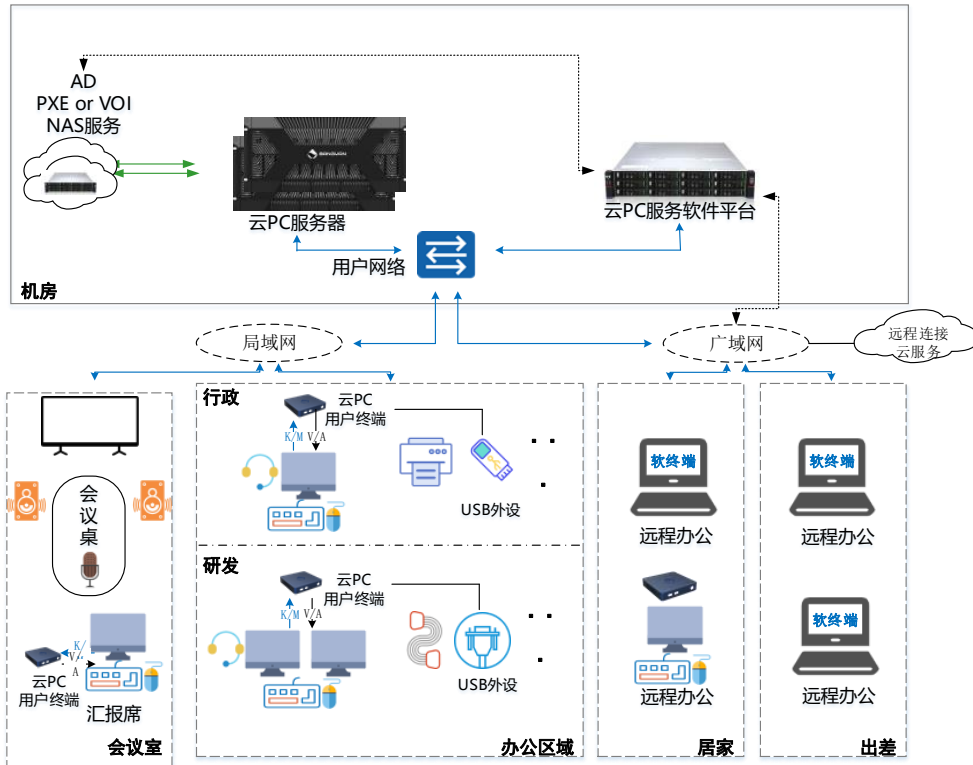 AD
PXE or VOI
NAS服务
云PC服务器
云PC服务软件平台
用户网络
机房
局域网
广域网
远程连接
云服务
行政
云PC
用户终端
K/M
V/A
USB外设
会议桌
研发
云PC
用户终端
K/M
V/A
USB外设
K/
V/
A
云PC
用户终端
汇报席
会议室
办公区域
软终端
远程办公
远程办公
居家
软终端
远程办公
软终端
远程办公
出差